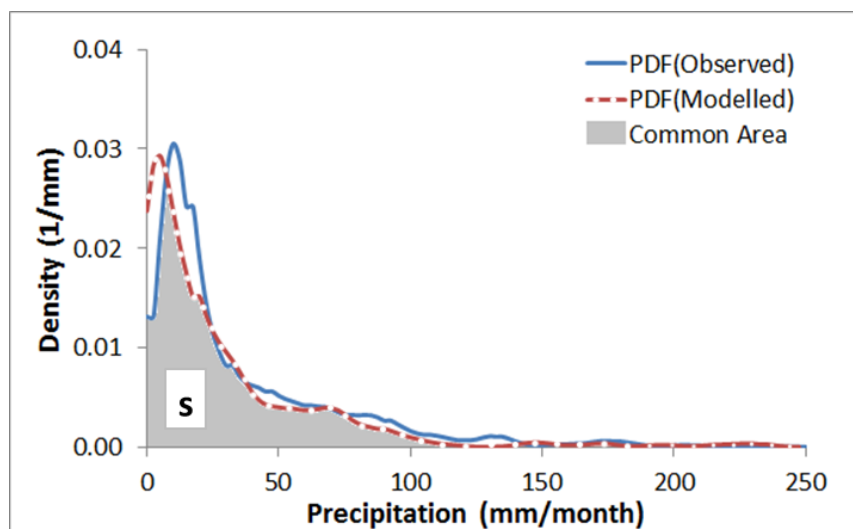 0.04
0.03
0.02
0.01
0.00
Density (1/mm)
PDF(Observed)
PDF(Modelled)
Common Area
S
0
50
100
150
200
250
Precipitation (mm/month)